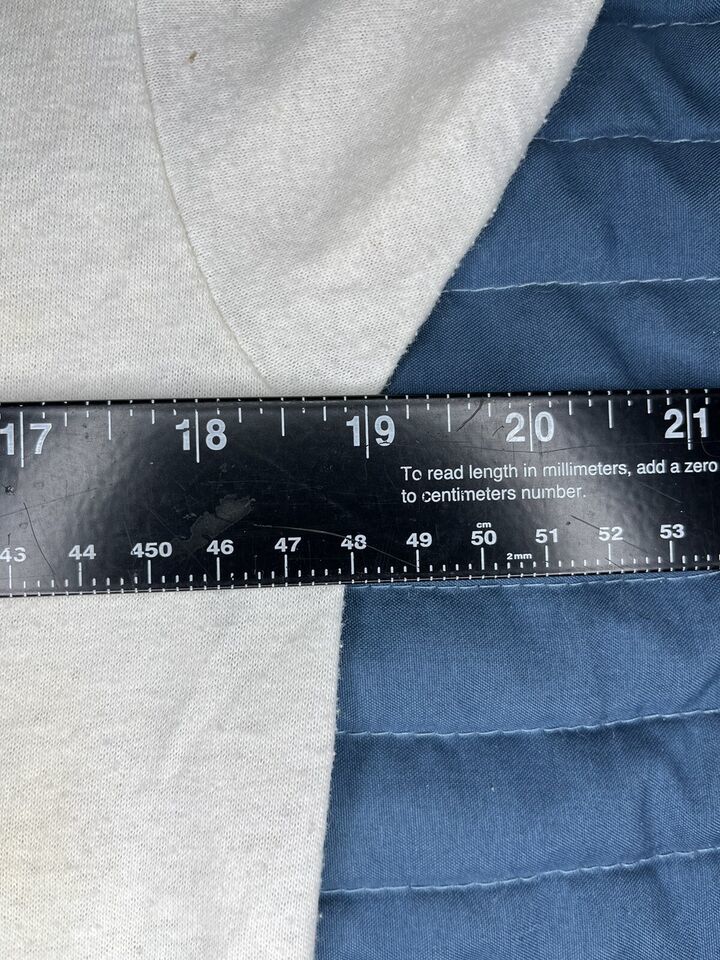 17 18 19 20 21
To read length in millimeters, add a zero
to centimeters number.
cm
43 44 450 46 47 48 49 50 51 52 53
2mm